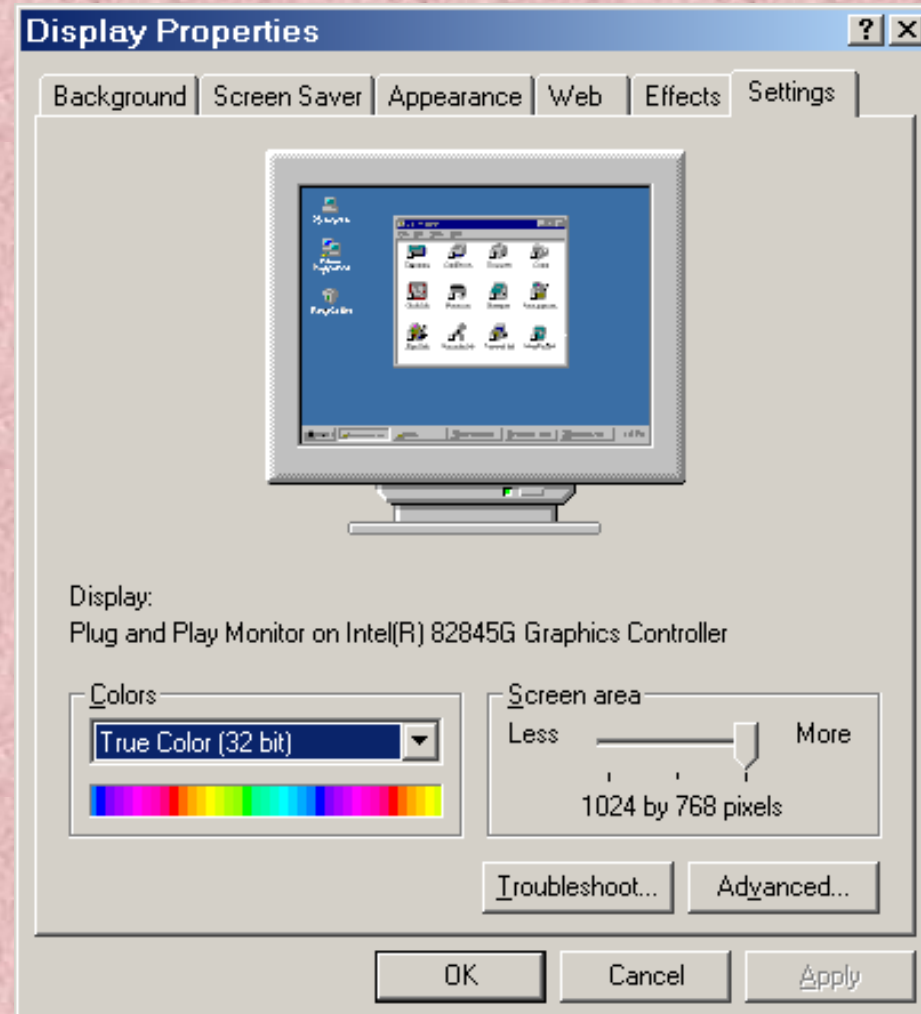 Display Properties
Background Screen Saver Appearance Web Effects Settings
Display:
Plug and Play Monitor on Intel(R) 82845G Graphics Controller
Colors
True Color (32 bit)
Screen area
Less More
1024 by 768 pixels
Troubleshoot... Advanced...
OK Cancel Apply